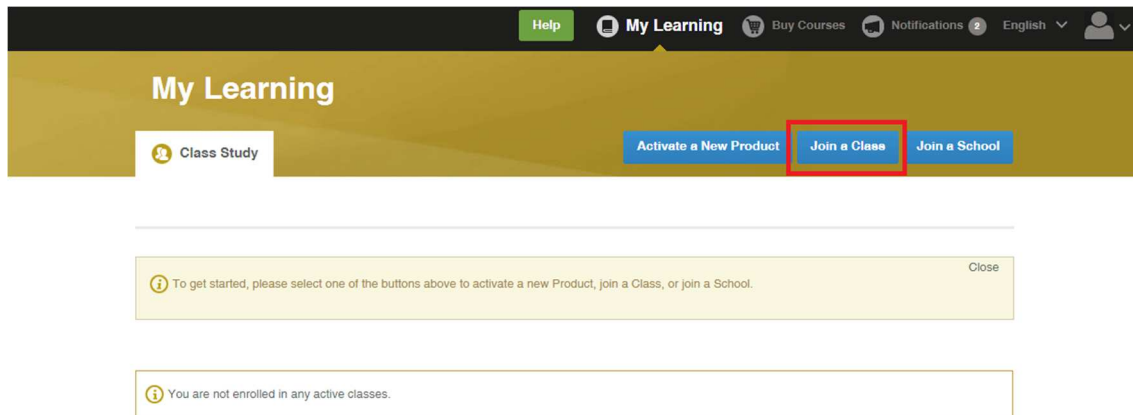 Help My Learning Buy Courses Notifications 2 English
My Learning
Class Study Activate a New Product Join a Class Join a School
Close
To get started, please select one of the buttons above to activate a new Product, join a Class, or join a School.
You are not enrolled in any active classes.